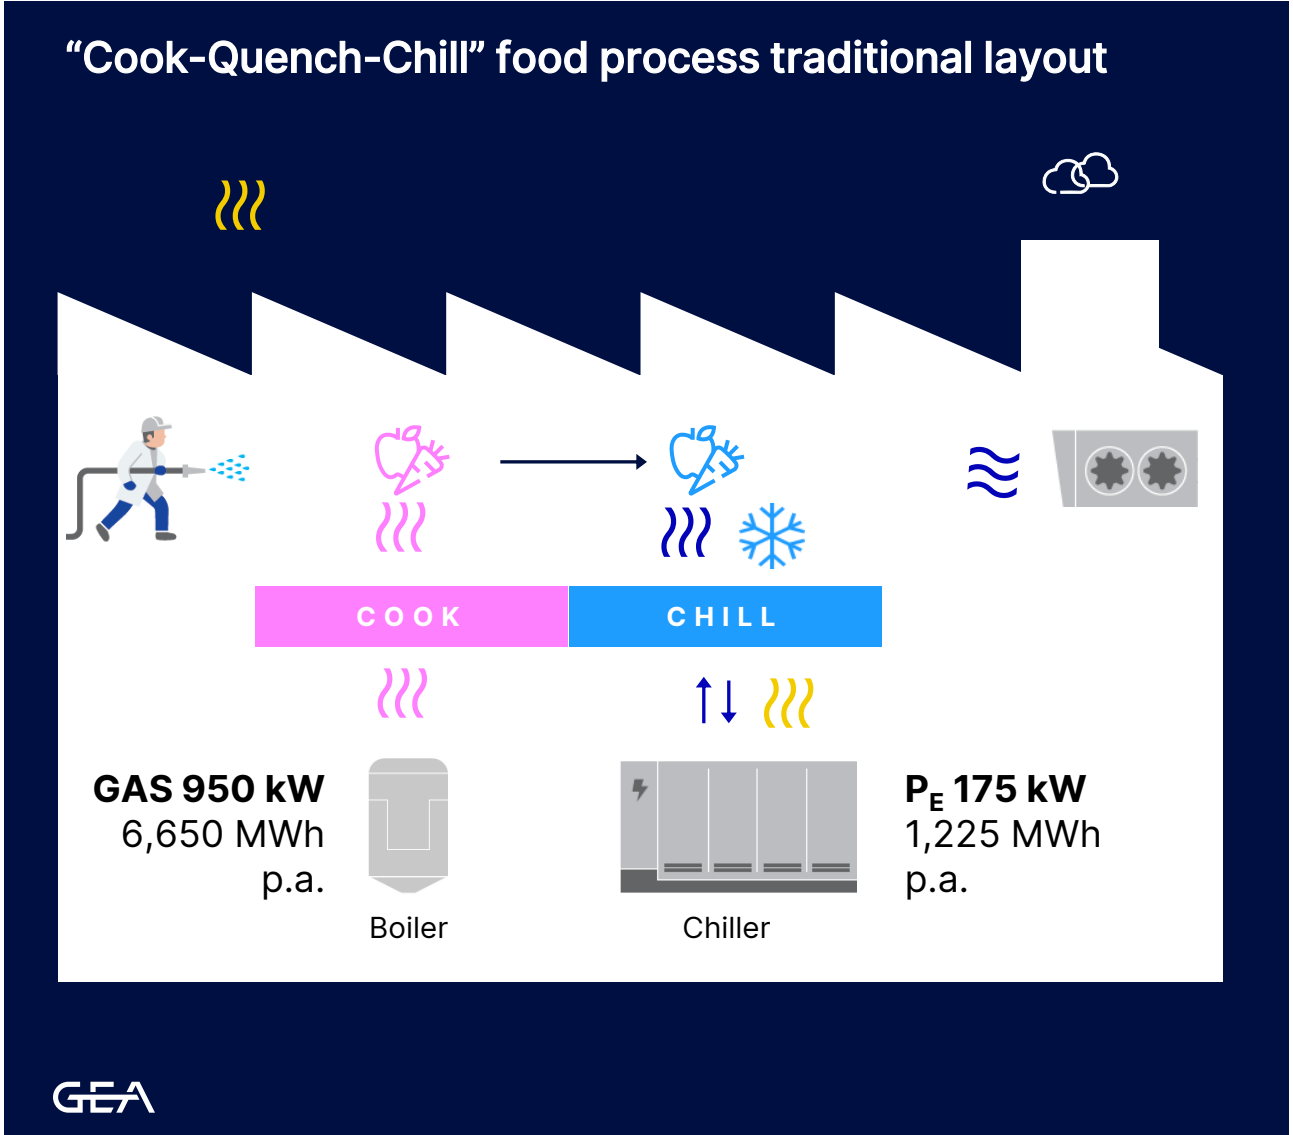 “Cook-Quench-Chill” food process traditional layout
COOK
CHILL
GAS 950 kW
6,650 MWh
p.a.
Boiler
Chiller
PE 175 kW
1,225 MWh
p.a.
GEA